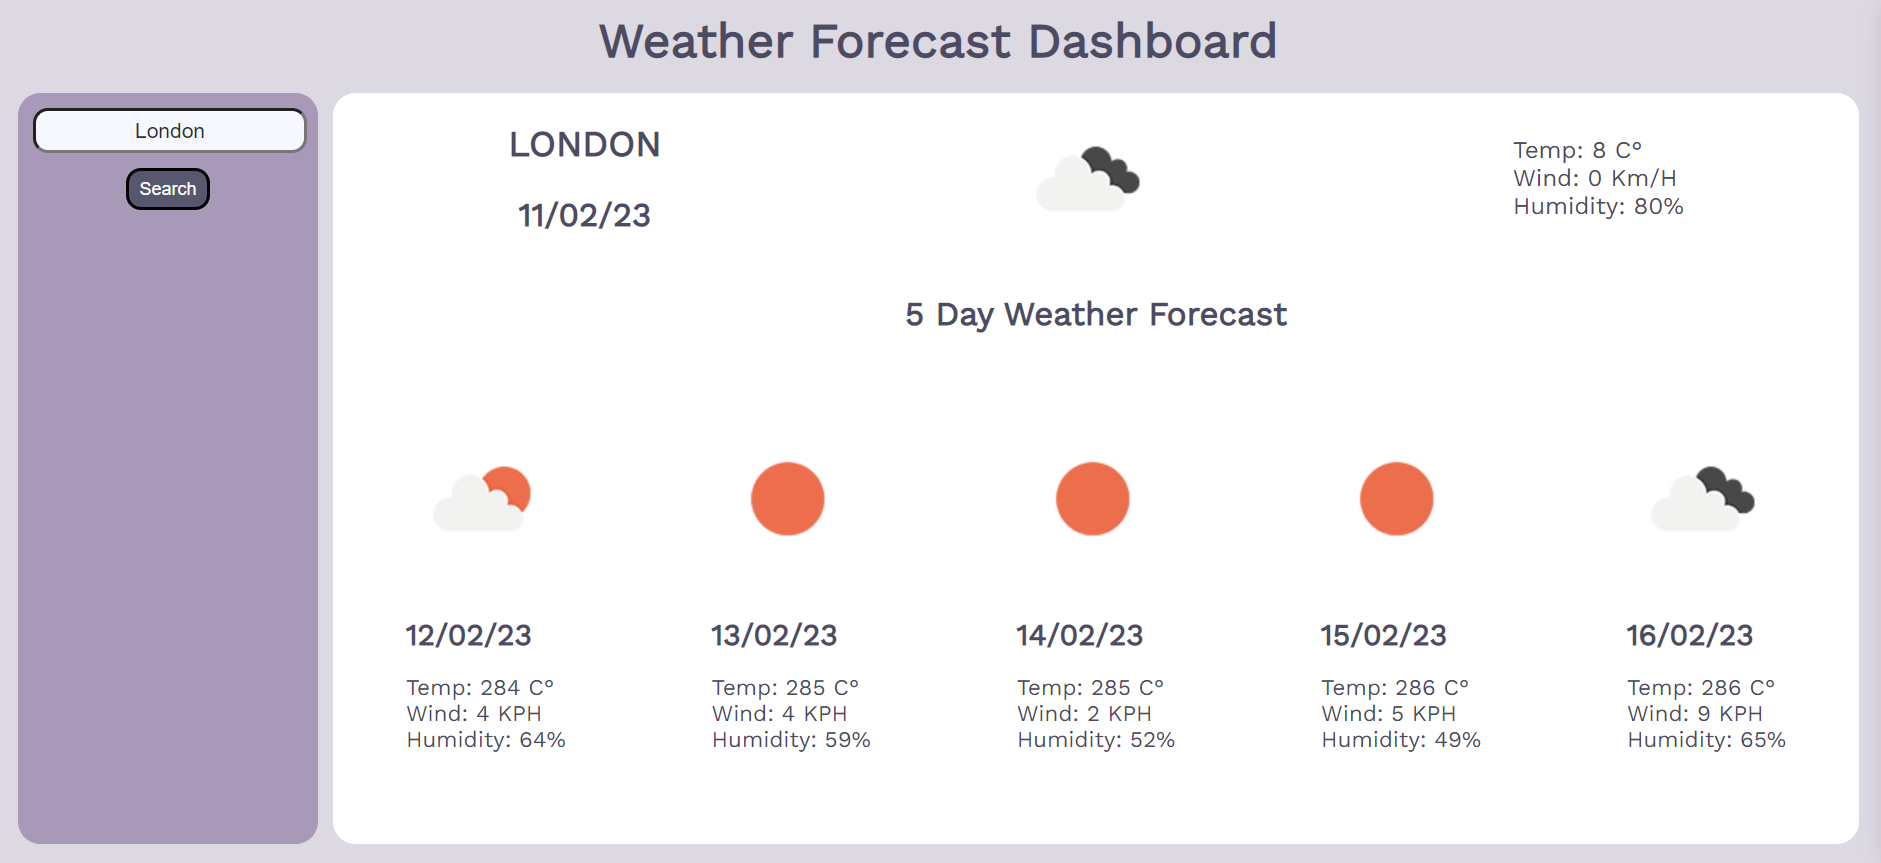 Weather Forecast Dashboard
London
Search
LONDON
11/02/23
Temp: 8 C°
Wind: 0 Km/H
Humidity: 80%
5 Day Weather Forecast
12/02/23
Temp: 284 C°
Wind: 4 KPH
Humidity: 64%
13/02/23
Temp: 285 C°
Wind: 4 KPH
Humidity: 59%
14/02/23
Temp: 285 C°
Wind: 2 KPH
Humidity: 52%
15/02/23
Temp: 286 C°
Wind: 5 KPH
Humidity: 49%
16/02/23
Temp: 286 C°
Wind: 9 KPH
Humidity: 65%